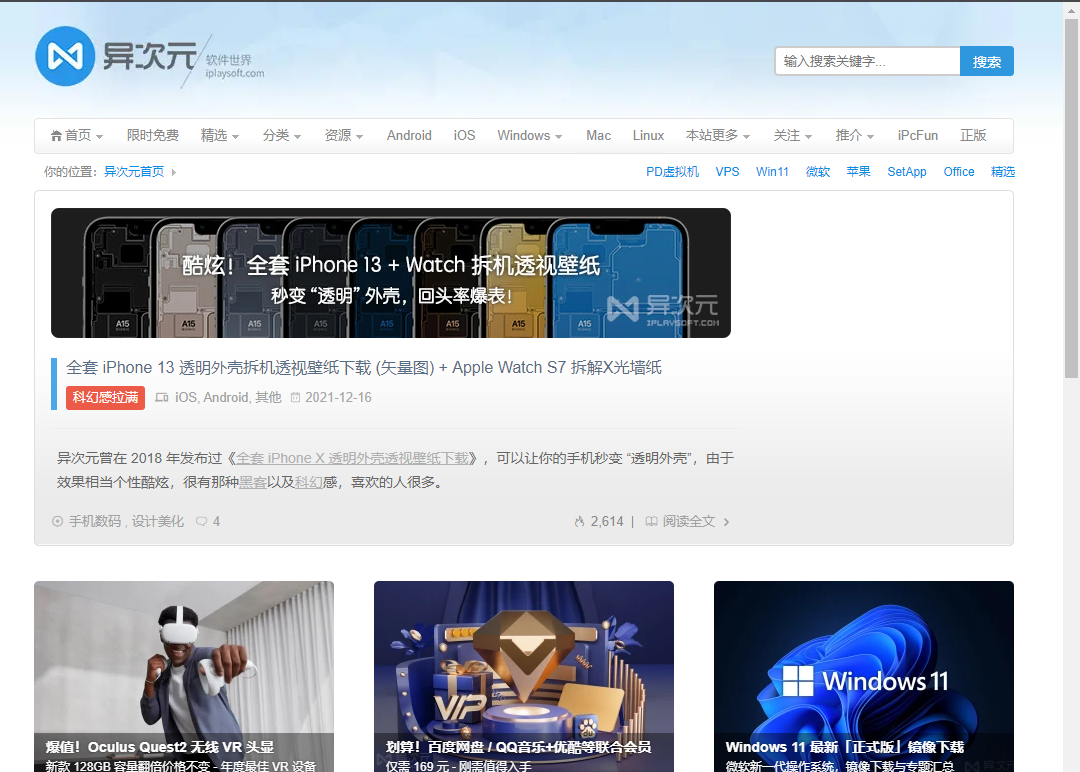 异次元
软件世界
iplaysoft.com
输入搜索关键字...
搜索
首页 限时免费 精选 分类 资源 Android iOS Windows Mac Linux 本站更多 关注 推介 iPcFun 正版
你的位置: 异次元首页
PD虚拟机 VPS Win11 微软 苹果 SetApp Office 精选
酷炫！全套 iPhone 13 + Watch 拆机透视壁纸
秒变 “透明” 外壳，回头率爆表!
异次元
IPLAYSOFT.COM
A15 A15 A15 A15 A15 A15 A15 A15
全套 iPhone 13 透明外壳拆机透视壁纸下载 (矢量图) + Apple Watch S7 拆解X光墙纸
科幻感拉满 iOS, Android, 其他 2021-12-16
异次元曾在 2018 年发布过《全套 iPhone X 透明外壳透视壁纸下载》，可以让你的手机秒变 “透明外壳”，由于
效果相当个性酷炫，很有那种黑客以及科幻感，喜欢的人很多。
手机数码 , 设计美化 4
2,614 | 阅读全文
VIP
Windows 11
爆值！Oculus Quest2 无线 VR 头显
新款 128GB 容量翻倍价格不变 - 年度最佳 VR 设备
划算！百度网盘 / QQ音乐+优酷等联合会员
仅需 169 元 - 网需值得入手
Windows 11 最新「正式版」镜像下载
微软新一代操作系统，镜像下载与专题汇总